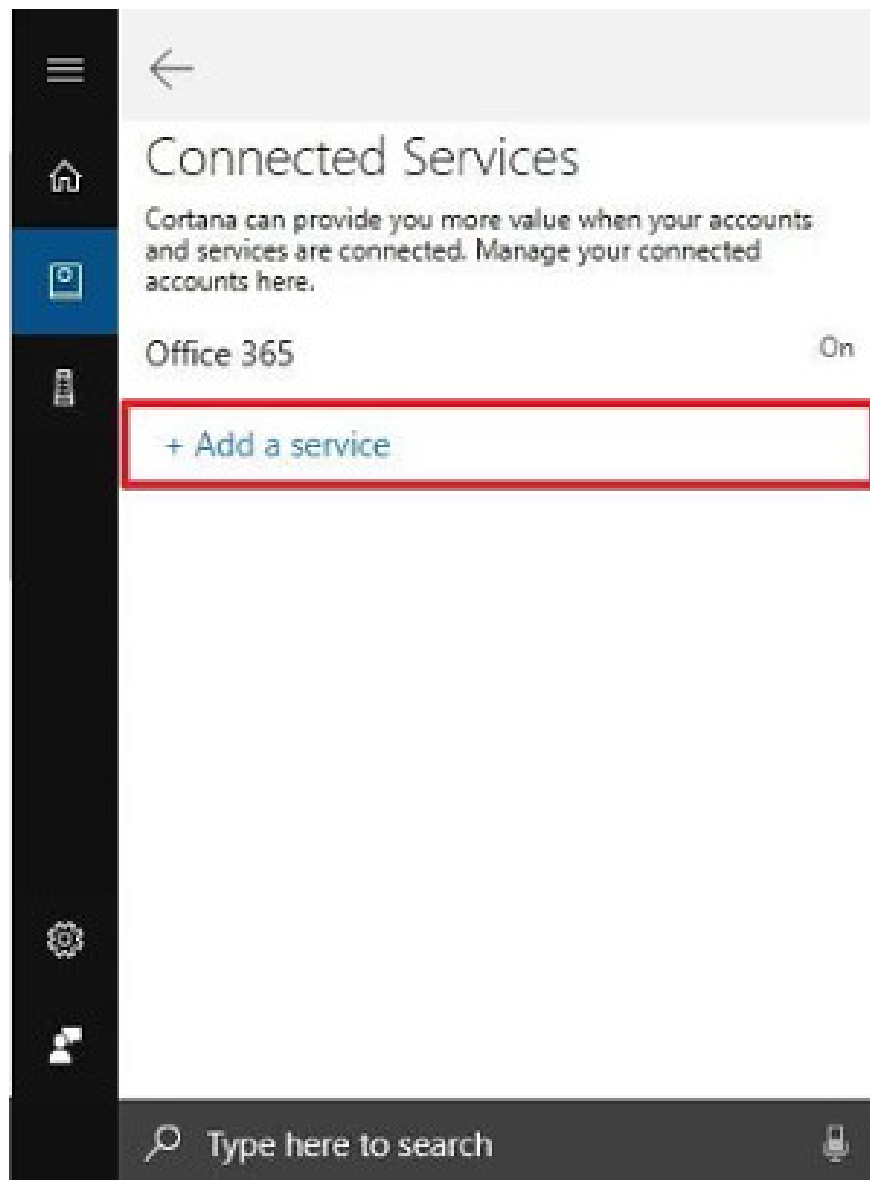 Connected Services
Cortana can provide you more value when your accounts
and services are connected. Manage your connected
accounts here.
Office 365 On
+ Add a service
Type here to search